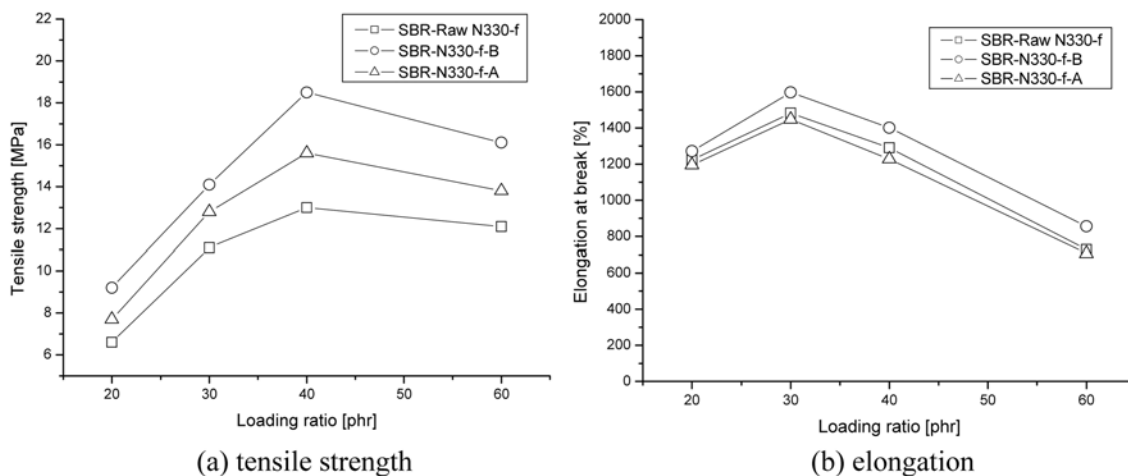 22
20
18
16
14
12
10
8
6
Tensile strength [MPa]
SBR-Raw N330-f
SBR-N330-f-B
SBR-N330-f-A
20
30
40
50
60
Loading ratio [phr]
(a) tensile strength
2000
1800
1600
1400
1200
1000
800
600
400
200
0
Elongation at break [%]
SBR-Raw N330-f
SBR-N330-f-B
SBR-N330-f-A
20
30
40
50
60
Loading ratio [phr]
(b) elongation